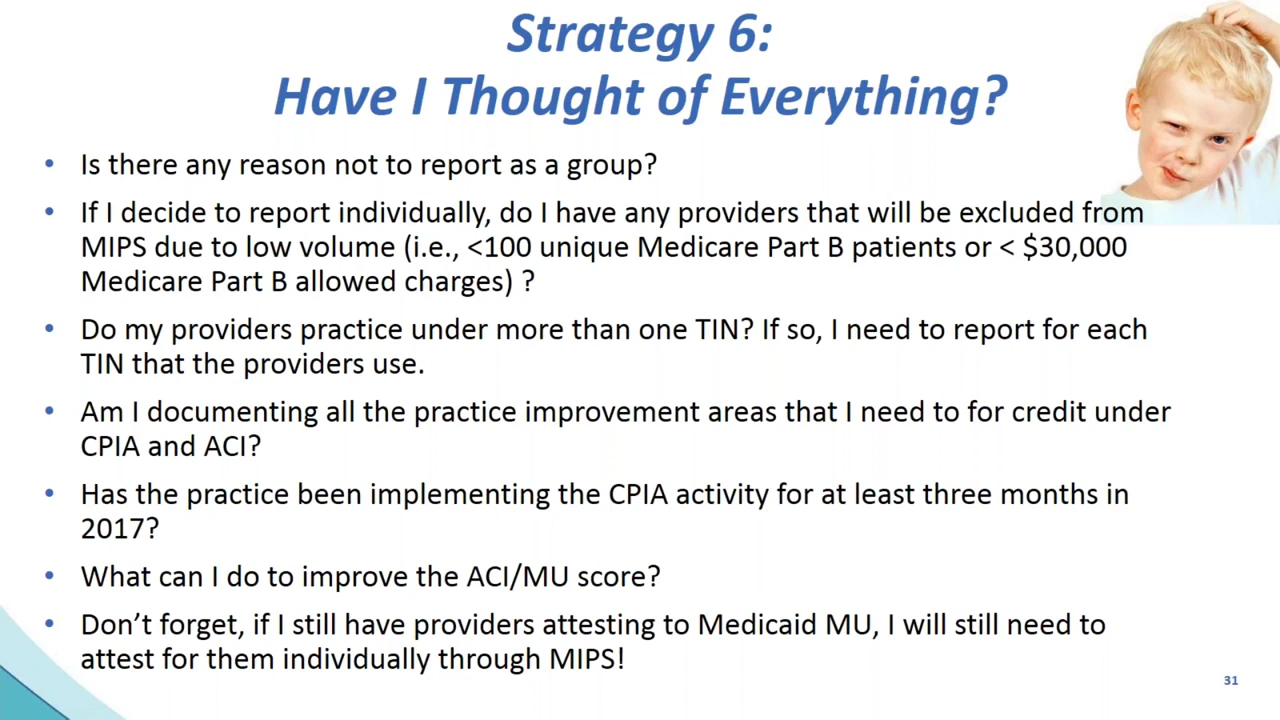 Strategy 6:
Have I Thought of Everything?
• Is there any reason not to report as a group?
• If I decide to report individually, do I have any providers that will be excluded from
MIPS due to low volume (i.e., <100 unique Medicare Part B patients or < $30,000
Medicare Part B allowed charges) ?
• Do my providers practice under more than one TIN? If so, I need to report for each
TIN that the providers use.
• Am I documenting all the practice improvement areas that I need to for credit under
CPIA and ACI?
• Has the practice been implementing the CPIA activity for at least three months in
2017?
• What can I do to improve the ACI/MU score?
• Don’t forget, if I still have providers attesting to Medicaid MU, I will still need to
attest for them individually through MIPS!
31